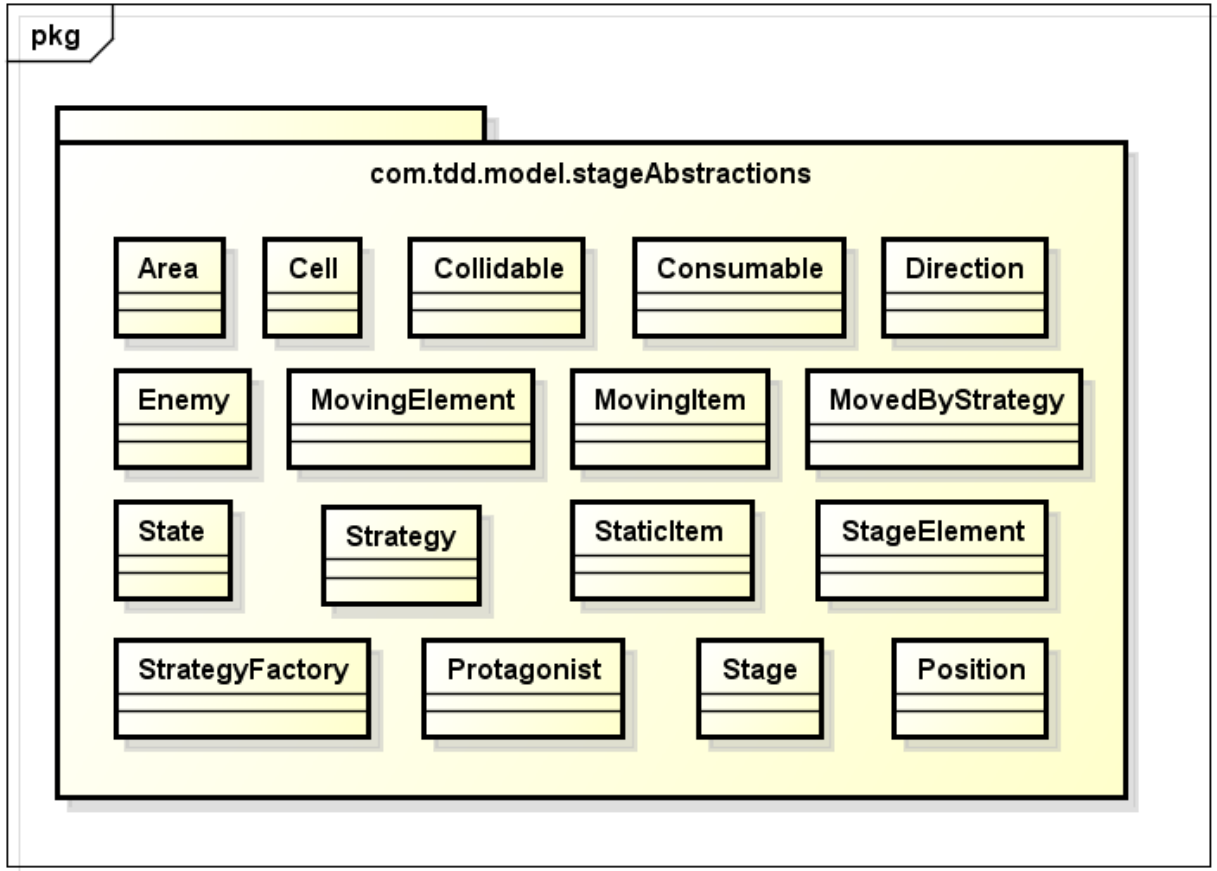 pkg
com.tdd.model.stageAbstractions
Area Cell Collidable Consumable Direction
Enemy MovingElement MovingItem MovedByStrategy
State Strategy StaticItem StageElement
StrategyFactory Protagonist Stage Position